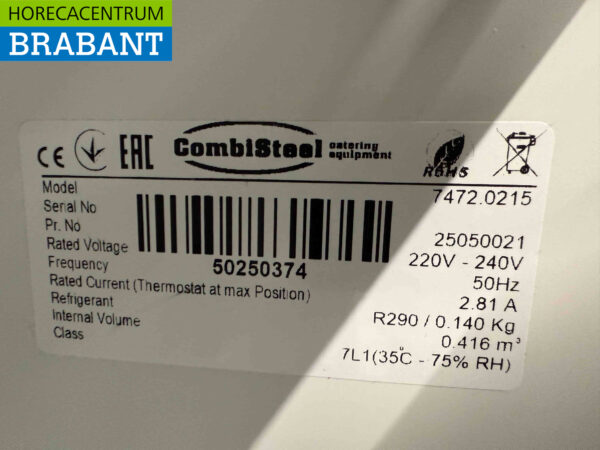 HORECACENTRUM
BRABANT
CE EAC CombiSteel catering equipment RoHS
Model 7472.0215
Serial No
Pr. No 25050021
50250374
Rated Voltage 220V - 240V
Frequency 50Hz
Rated Current (Thermostat at max Position) 2.81 A
Refrigerant R290 / 0.140 Kg
Internal Volume 0.416 m³
Class 7L1(35°C - 75% RH)